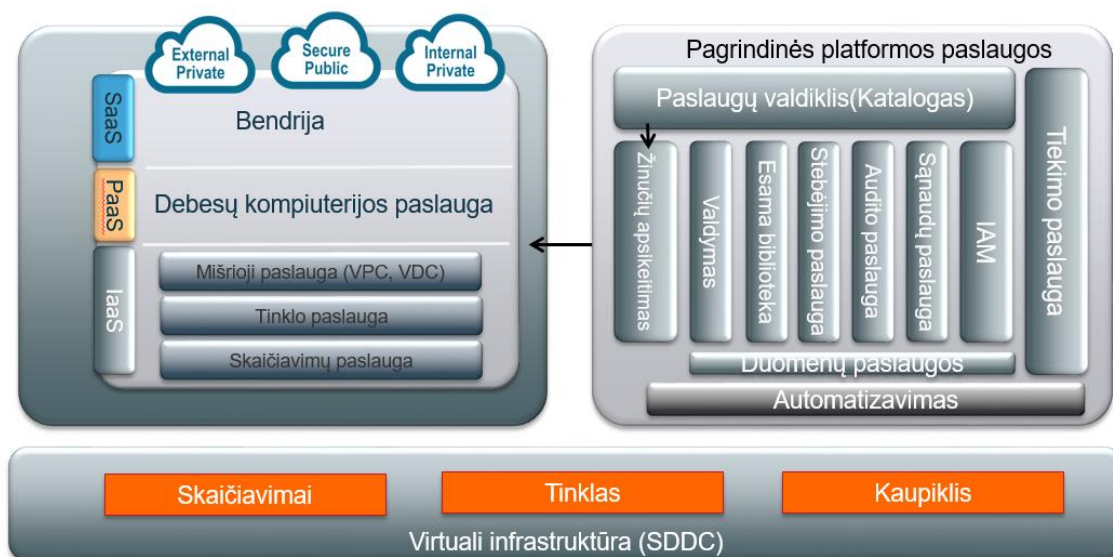 External
Private
Secure
Public
Internal
Private
SaaS
Bendrija
PaaS
Debesų kompiuterijos paslauga
IaaS
Mišrioji paslauga (VPC, VDC)
Tinklo paslauga
Skaičiavimų paslauga
Pagrindinės platformos paslaugos
Paslaugų valdiklis(Katalogas)
Žinučių apsikeitimas
Valdymas
Esama biblioteka
Stebėjimo paslauga
Audito paslauga
Sąnaudų paslauga
IAM
Tiekimo paslauga
Duomenų paslaugos
Automatizavimas
Skaičiavimai
Tinklas
Kaupiklis
Virtuali infrastruktūra (SDDC)